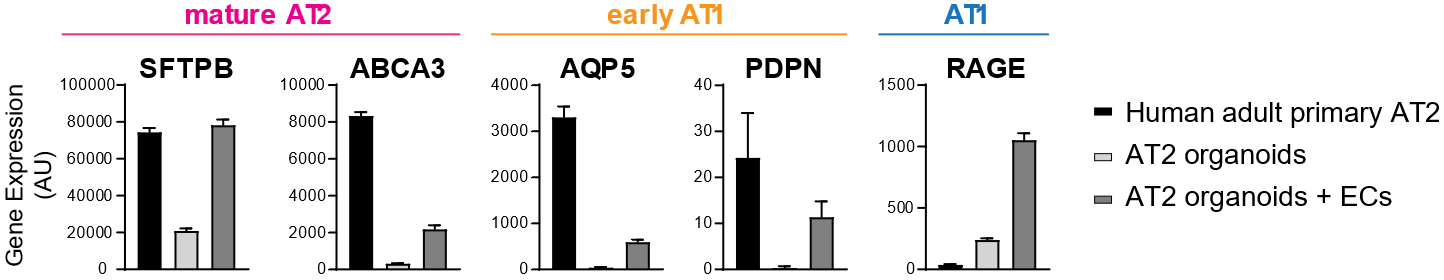 mature AT2
early AT1
AT1
SFTPB
ABCA3
AQP5
PDPN
RAGE
Gene Expression
(AU)
100000
80000
60000
40000
20000
0
10000
8000
6000
4000
2000
0
4000
3000
2000
1000
0
40
30
20
10
0
1500
1000
500
0
Human adult primary AT2
AT2 organoids
AT2 organoids + ECs